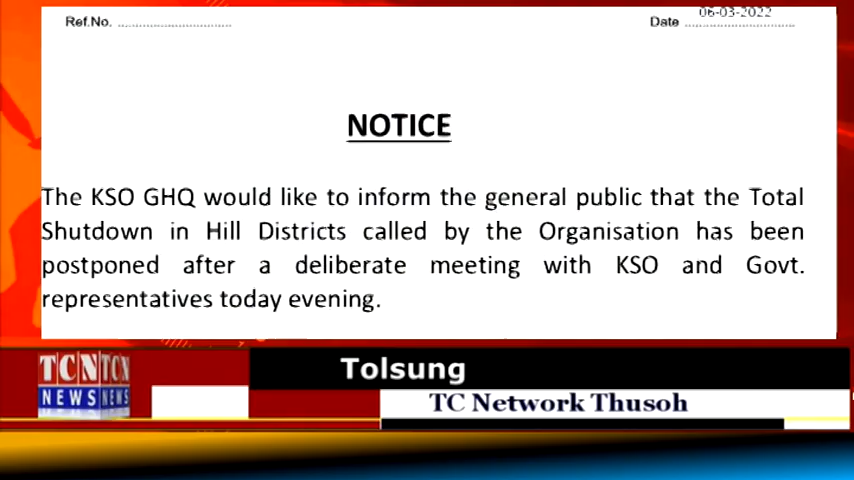 Ref.No. ................................
Date 06-03-2022
NOTICE
The KSO GHQ would like to inform the general public that the Total
Shutdown in Hill Districts called by the Organisation has been
postponed after a deliberate meeting with KSO and Govt.
representatives today evening.
TCN TCN
NEWS NEWS
Tolsung
TC Network Thusoh